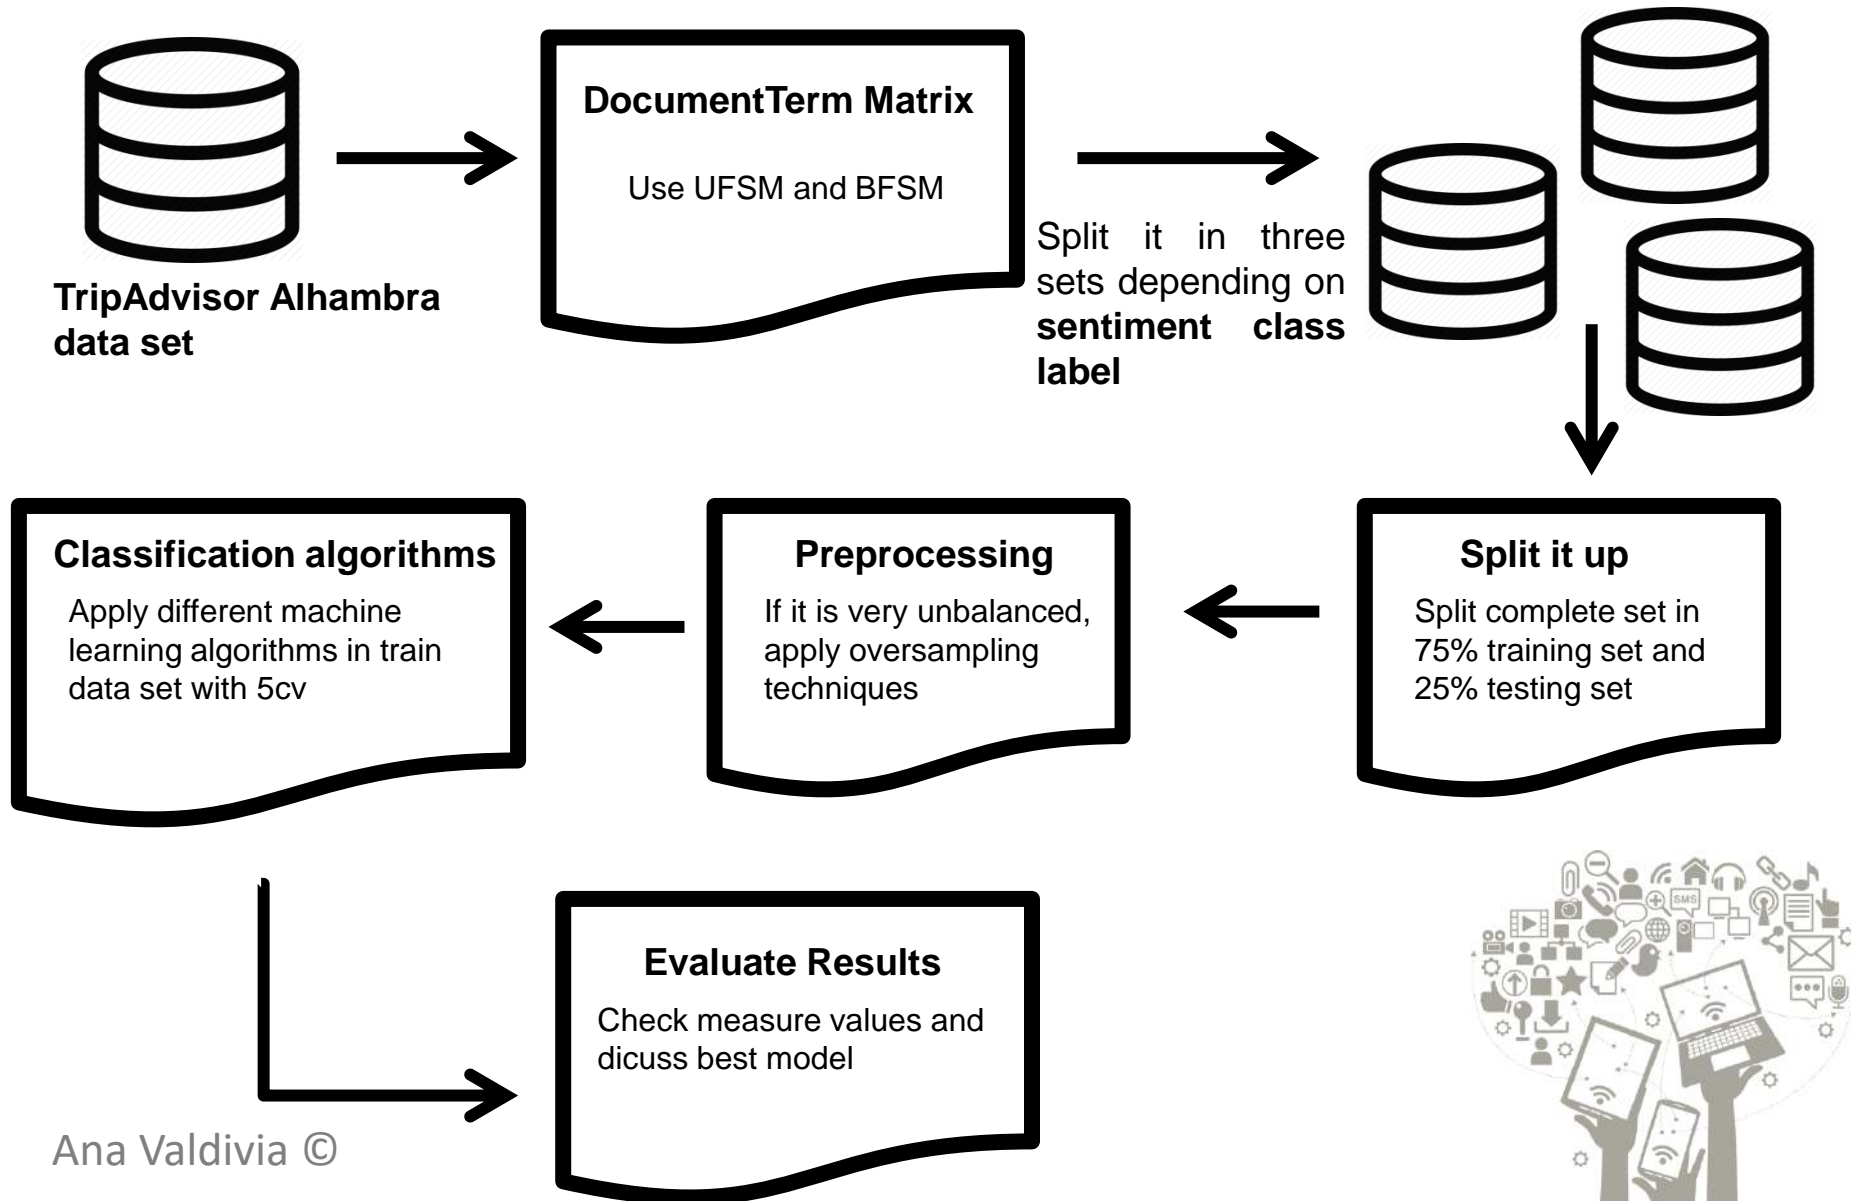 DocumentTerm Matrix
Use UFSM and BFSM
TripAdvisor Alhambra
data set
Split it in three
sets depending on
sentiment class
label
Split it up
Split complete set in
75% training set and
25% testing set
Preprocessing
If it is very unbalanced,
apply oversampling
techniques
Classification algorithms
Apply different machine
learning algorithms in train
data set with 5cv
Evaluate Results
Check measure values and
dicuss best model
SMS
Ana Valdivia ©